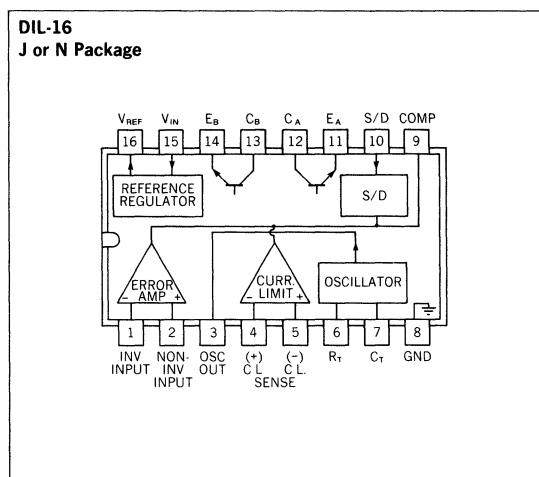 DIL-16
J or N Package
VREF VIN EB CB CA EA S/D COMP
16 15 14 13 12 11 10 9
REFERENCE
REGULATOR
S/D
ERROR
AMP
- +
CURR.
LIMIT
- +
OSCILLATOR
1 2 3 4 5 6 7 8
INV
INPUT
NON-
INV
INPUT
OSC
OUT
(+)
C L
(-)
C L.
SENSE
RT CT GND